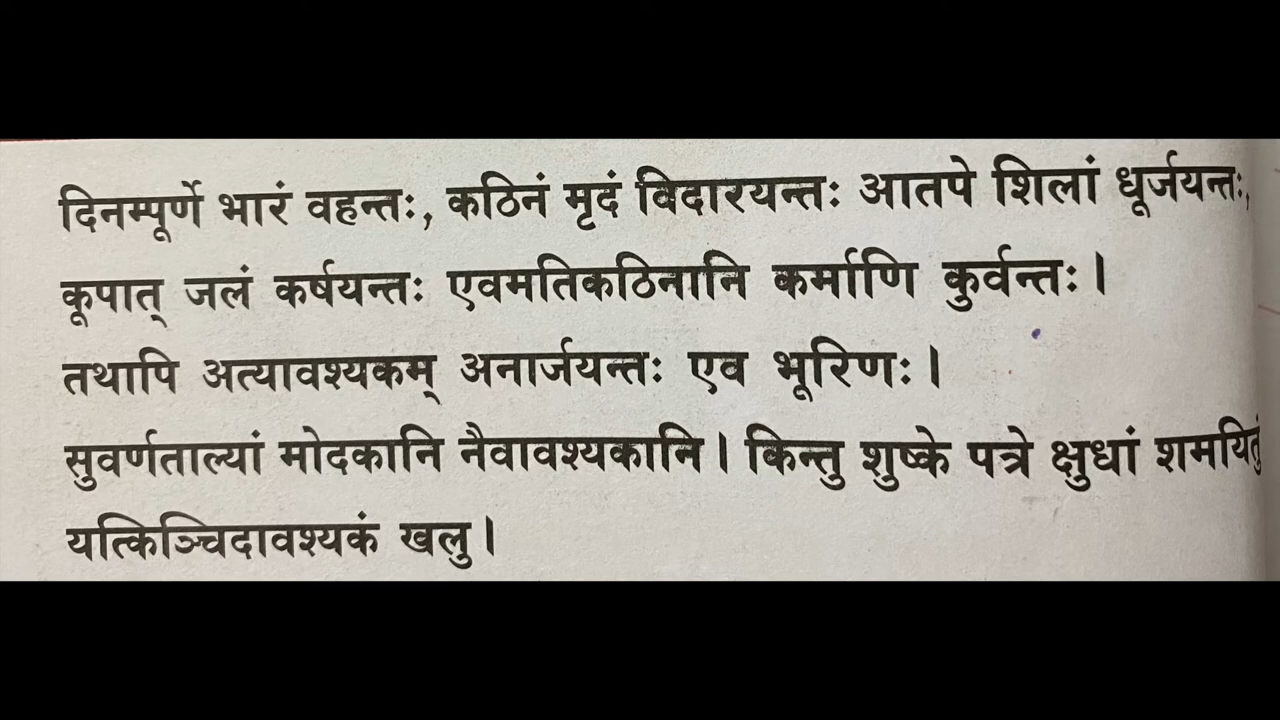 दिनम्पूर्णे भारं वहन्तः, कठिनं मृदं विदारयन्तः आतपे शिलां धूर्जयन्तः,
कूपात् जलं कर्षयन्तः एवमतिकठिनानि कर्माणि कुर्वन्तः।
तथापि अत्यावश्यकम् अनार्जयन्तः एव भूरिणः।
सुवर्णताल्यां मोदकानि नैवावश्यकानि। किन्तु शुष्के पत्रे क्षुधां शमयितुं
यत्किञ्चिदावश्यकं खलु।